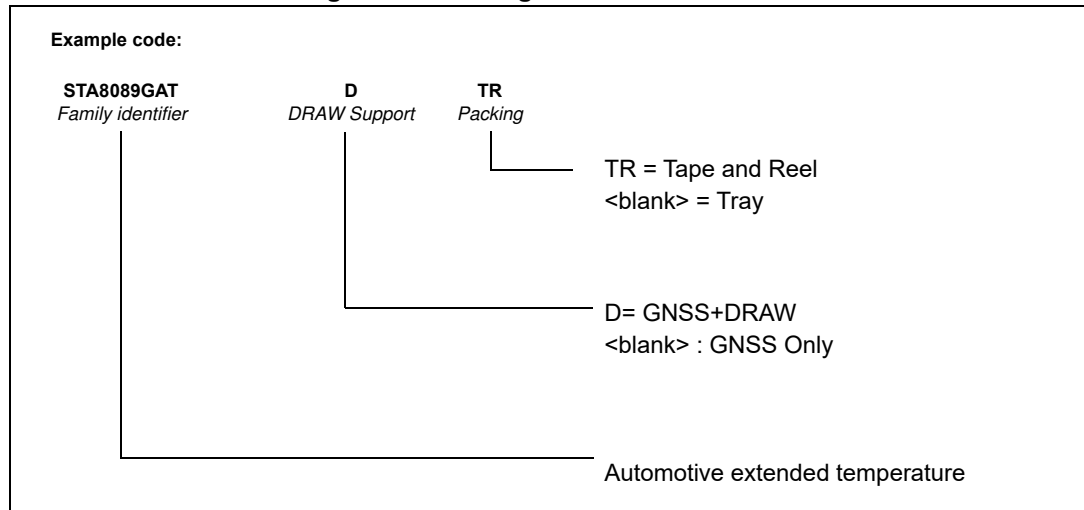 Example code:
STA8089GAT D TR
Family identifier DRAW Support Packing
TR = Tape and Reel
<blank> = Tray
D= GNSS+DRAW
<blank> : GNSS Only
Automotive extended temperature